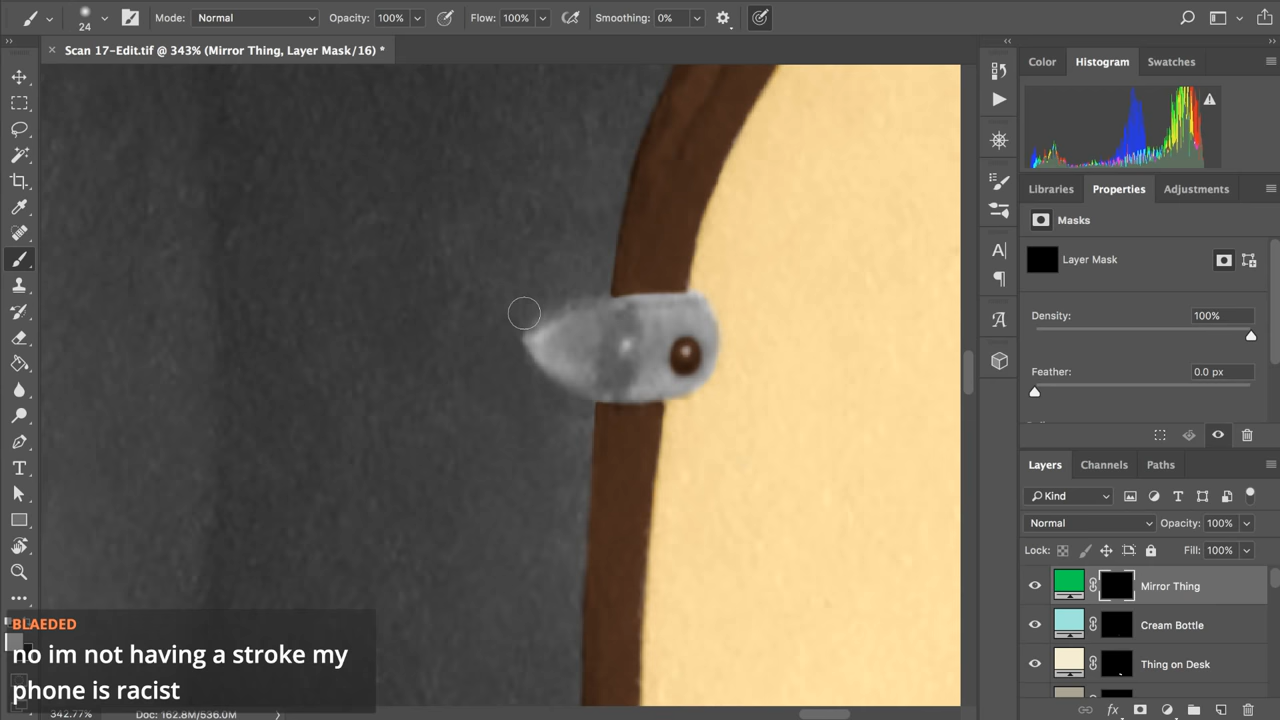 24
Mode: Normal
Opacity: 100%
Flow: 100%
Smoothing: 0%
× Scan 17-Edit.tif @ 343% (Mirror Thing, Layer Mask/16) *
Color Histogram Swatches
Libraries Properties Adjustments
Masks
Layer Mask
Density: 100%
Feather: 0.0 px
Layers Channels Paths
Kind
Normal Opacity: 100%
Lock: Fill: 100%
Mirror Thing
Cream Bottle
Thing on Desk
fx
BLAEDED
no im not having a stroke my
phone is racist
342.77% Doc: 162.8M/536.0M